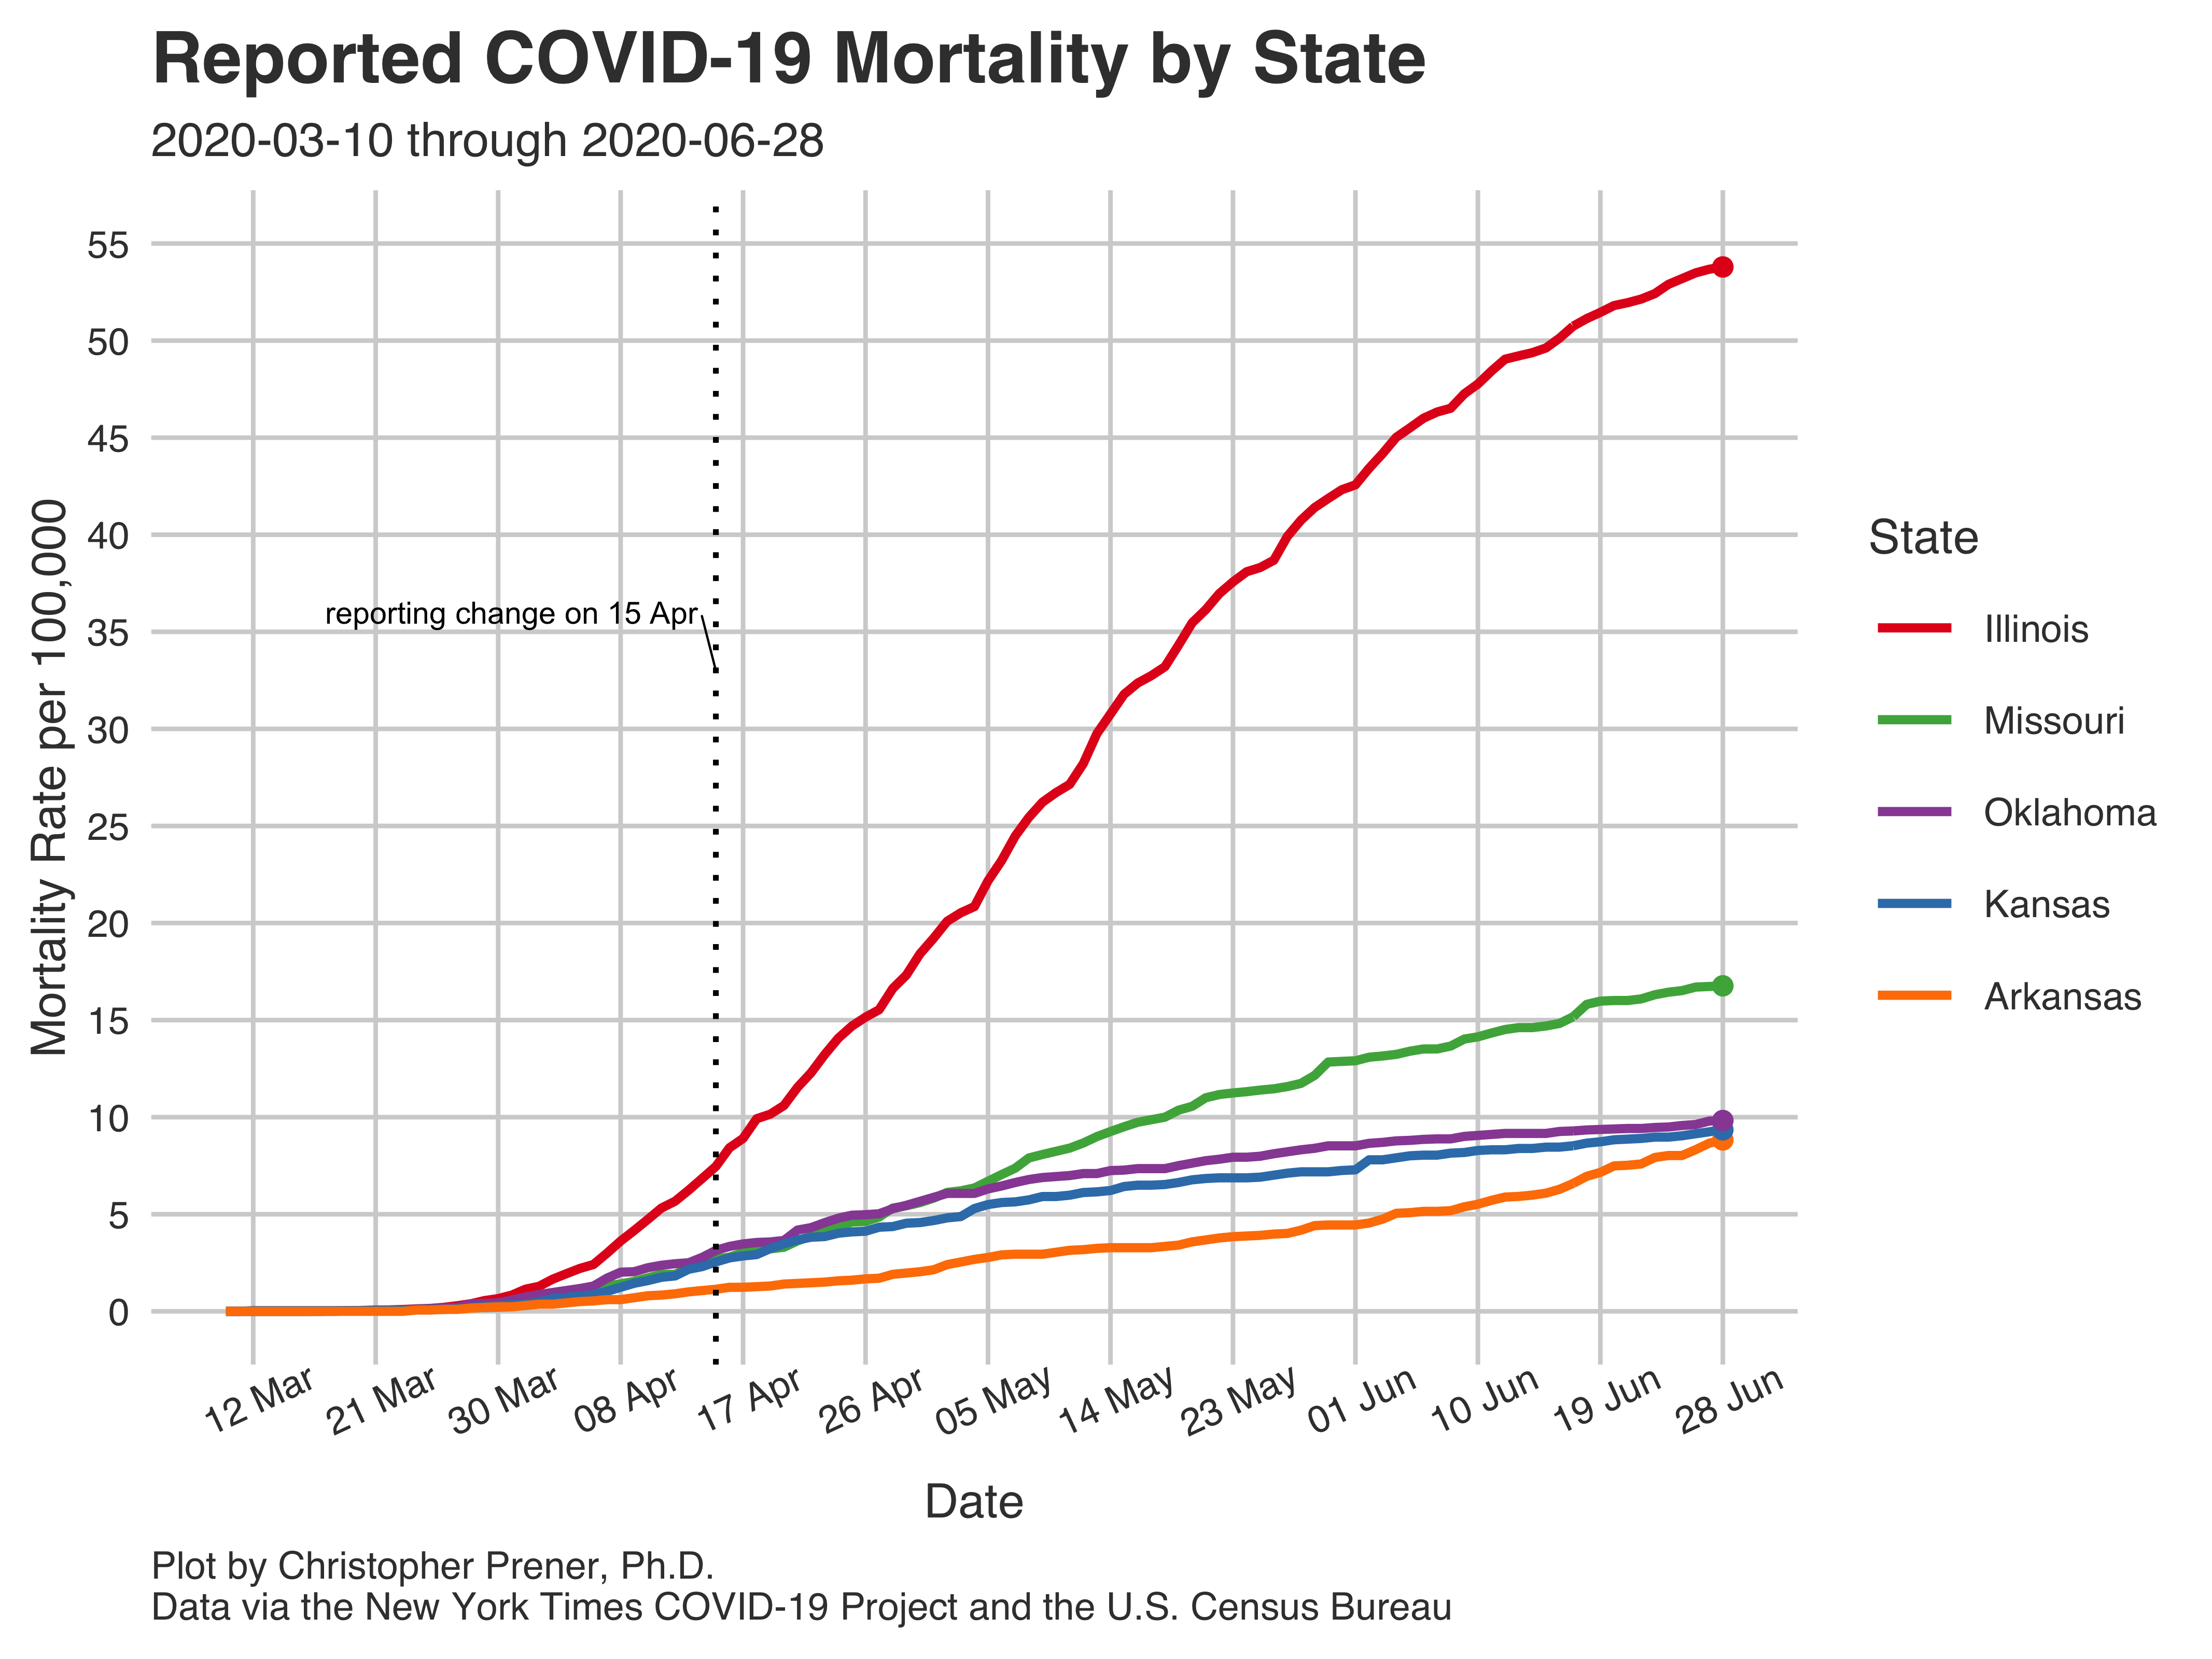 Reported COVID-19 Mortality by State
2020-03-10 through 2020-06-28
Mortality Rate per 100,000
55
50
45
40
35
30
25
20
15
10
5
0
reporting change on 15 Apr
12 Mar
21 Mar
30 Mar
08 Apr
17 Apr
26 Apr
05 May
14 May
23 May
01 Jun
10 Jun
19 Jun
28 Jun
Date
State
Illinois
Missouri
Oklahoma
Kansas
Arkansas
Plot by Christopher Prener, Ph.D.
Data via the New York Times COVID-19 Project and the U.S. Census Bureau